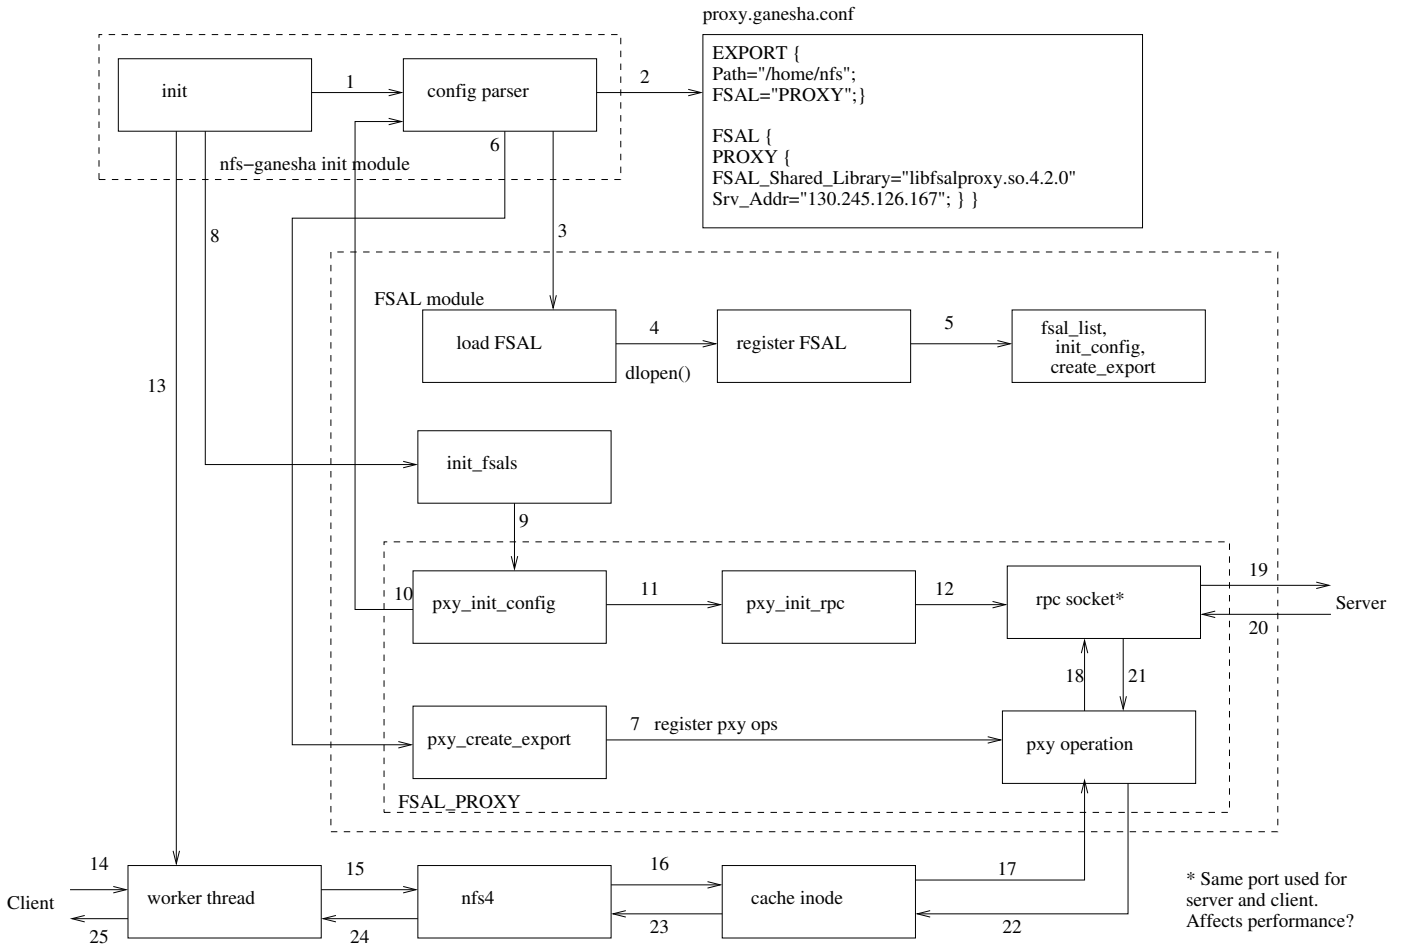 proxy.ganesha.conf
EXPORT {
Path="/home/nfs";
FSAL="PROXY";}
FSAL {
PROXY {
FSAL_Shared_Library="libfsalproxy.so.4.2.0"
Srv_Addr="130.245.126.167"; } }
init
1
config parser
2
6
nfs−ganesha init module
8
3
FSAL module
load FSAL
4
dlopen()
register FSAL
5
fsal_list,
init_config,
create_export
13
init_fsals
9
10
pxy_init_config
11
pxy_init_rpc
12
rpc socket*
19
Server
20
18
21
pxy_create_export
7 register pxy ops
pxy operation
FSAL_PROXY
14
Client
25
worker thread
15
24
nfs4
16
23
cache inode
17
22
* Same port used for
server and client.
Affects performance?